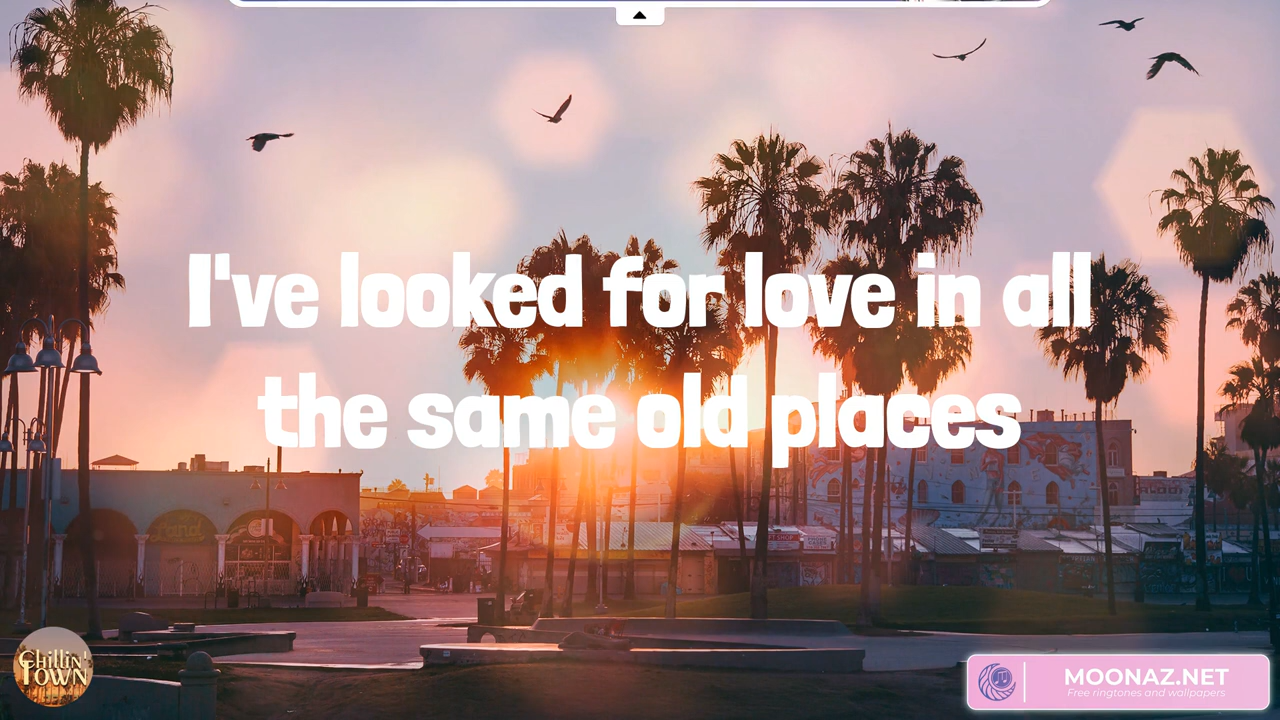 I've looked for love in all
the same old places
Chillin'
TOWN
MOONAZ.NET
Free ringtones and wallpapers